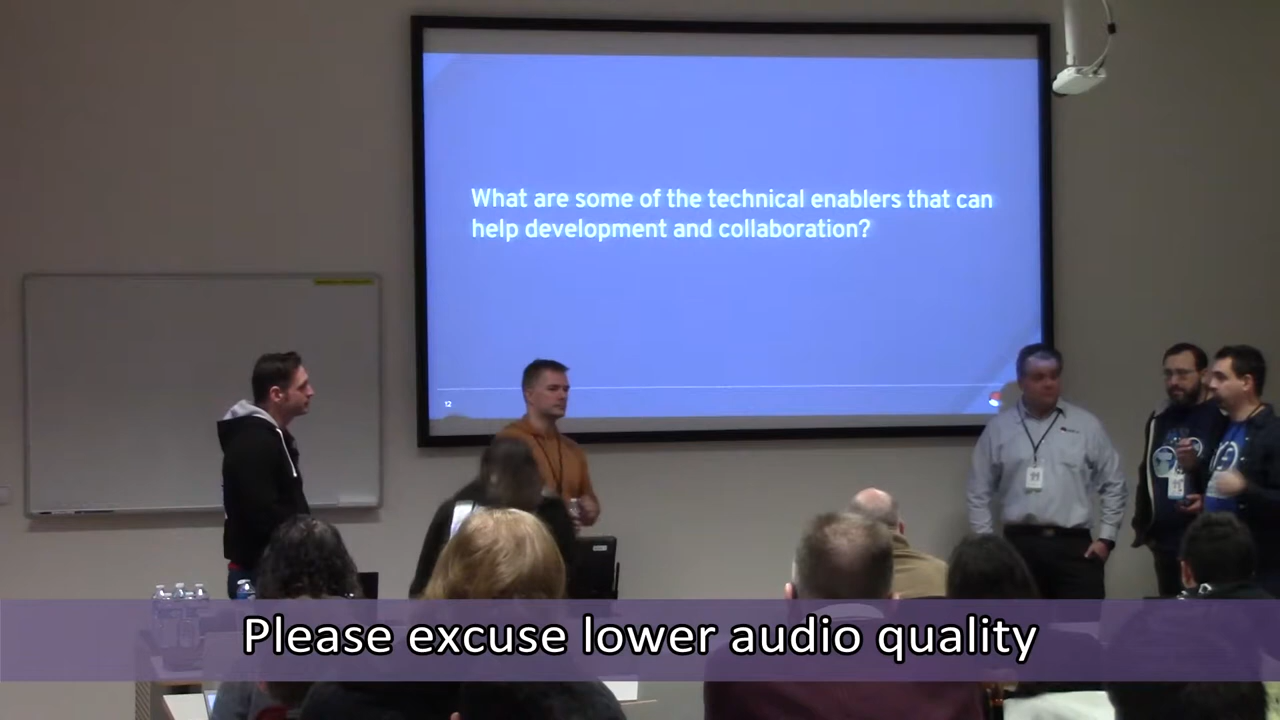 What are some of the technical enablers that can
help development and collaboration?
12
Please excuse lower audio quality